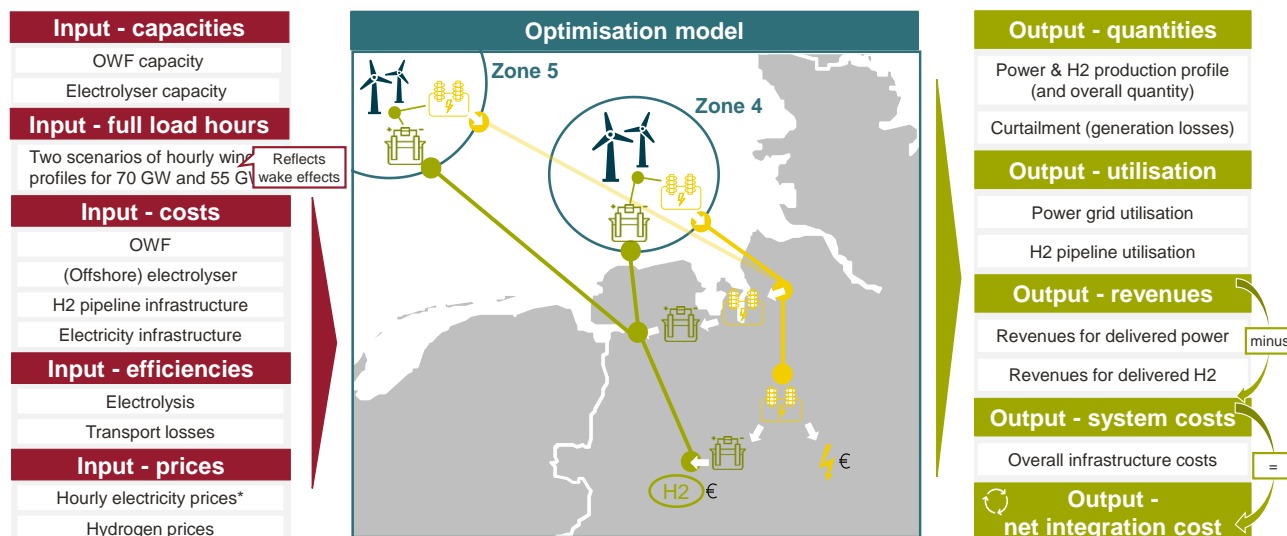 Input - capacities
OWF capacity
Electrolyser capacity
Input - full load hours
Two scenarios of hourly wind
profiles for 70 GW and 55 GW
Reflects
wake effects
Input - costs
OWF
(Offshore) electrolyser
H2 pipeline infrastructure
Electricity infrastructure
Input - efficiencies
Electrolysis
Transport losses
Input - prices
Hourly electricity prices*
Hydrogen prices
Optimisation model
Zone 5
Zone 4
H2 €
€
Output - quantities
Power & H2 production profile
(and overall quantity)
Curtailment (generation losses)
Output - utilisation
Power grid utilisation
H2 pipeline utilisation
Output - revenues
Revenues for delivered power
minus
Revenues for delivered H2
Output - system costs
Overall infrastructure costs
=
Output -
net integration cost